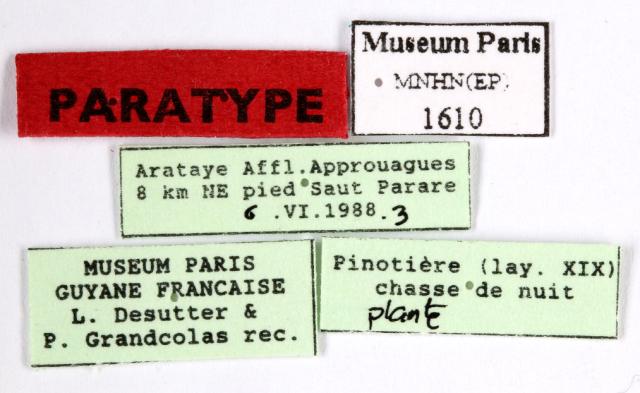 PARATYPE
Museum Paris
MNHN(EP)
1610
Arataye Affl.Approuagues
8 km NE pied Saut Parare
6 .VI.1988.3
MUSEUM PARIS
GUYANE FRANCAISE
L. Desutter &
P. Grandcolas rec.
Pinotière (lay. XIX)
chasse de nuit
plante